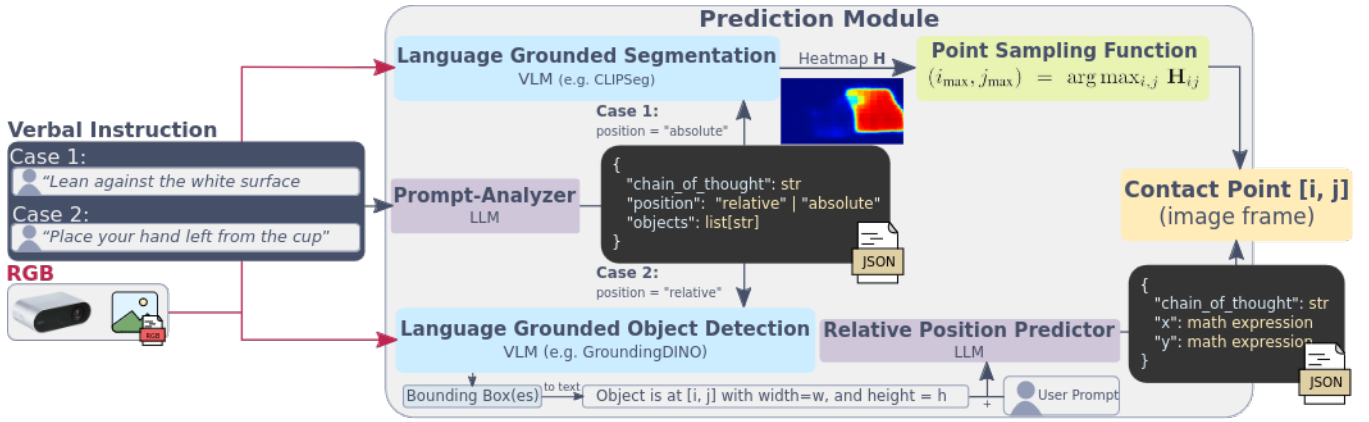 Prediction Module
Language Grounded Segmentation
VLM (e.g. CLIPSeg)
Heatmap H
Point Sampling Function
(i_max, j_max) = arg max_{i,j} H_{ij}
Case 1:
position = "absolute"
Verbal Instruction
Case 1:
“Lean against the white surface
Case 2:
“Place your hand left from the cup”
Prompt-Analyzer
LLM
{
"chain_of_thought": str
"position": "relative" | "absolute"
"objects": list[str]
}
JSON
Contact Point [i, j]
(image frame)
RGB
RGB
Case 2:
position = "relative"
Language Grounded Object Detection
VLM (e.g. GroundingDINO)
Relative Position Predictor
LLM
{
"chain_of_thought": str
"x": math expression
"y": math expression
}
JSON
Bounding Box(es)
to text
Object is at [i, j] with width=w, and height = h
+
User Prompt